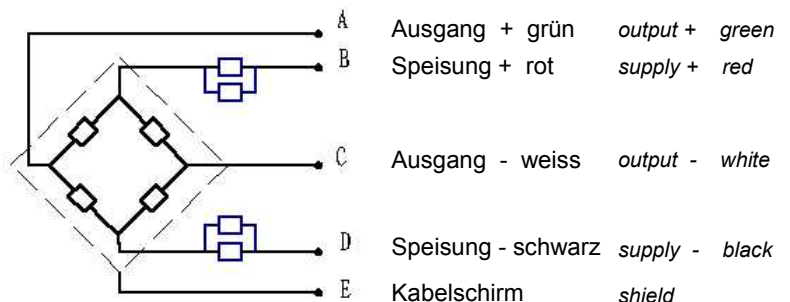 A Ausgang + grün output + green
B Speisung + rot supply + red
C Ausgang - weiss output - white
D Speisung - schwarz supply - black
E Kabelschirm shield